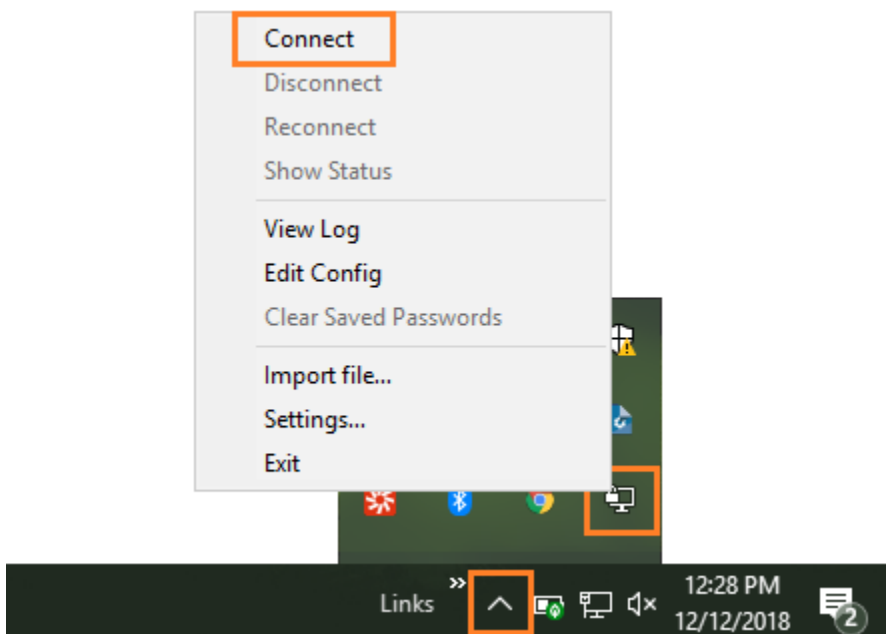 Connect
Disconnect
Reconnect
Show Status
View Log
Edit Config
Clear Saved Passwords
Import file...
Settings...
Exit
Links
12:28 PM
12/12/2018
2